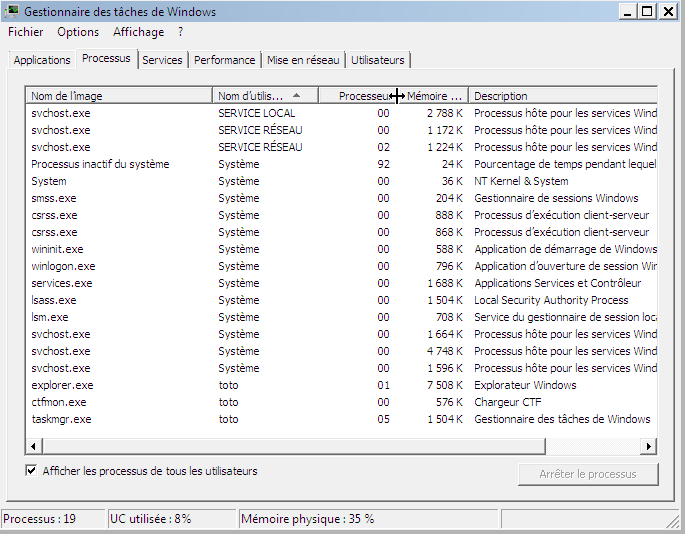 Gestionnaire des tâches de Windows
Fichier Options Affichage ?
Applications Processus Services Performance Mise en réseau Utilisateurs
Nom de l'image Nom d'utilis... Processeur Mémoire ... Description
svchost.exe SERVICE LOCAL 00 2 788 K Processus hôte pour les services Wind
svchost.exe SERVICE RÉSEAU 00 1 172 K Processus hôte pour les services Wind
svchost.exe SERVICE RÉSEAU 02 1 224 K Processus hôte pour les services Wind
Processus inactif du système Système 92 24 K Pourcentage de temps pendant lequel
System Système 00 36 K NT Kernel & System
smss.exe Système 00 204 K Gestionnaire de sessions Windows
csrss.exe Système 00 888 K Processus d'exécution client-serveur
csrss.exe Système 00 868 K Processus d'exécution client-serveur
wininit.exe Système 00 588 K Application de démarrage de Windows
winlogon.exe Système 00 796 K Application d'ouverture de session Win
services.exe Système 00 1 688 K Applications Services et Contrôleur
lsass.exe Système 00 1 504 K Local Security Authority Process
lsm.exe Système 00 708 K Service du gestionnaire de session loca
svchost.exe Système 00 1 664 K Processus hôte pour les services Wind
svchost.exe Système 00 4 748 K Processus hôte pour les services Wind
svchost.exe Système 00 1 596 K Processus hôte pour les services Wind
explorer.exe toto 01 7 508 K Explorateur Windows
ctfmon.exe toto 00 576 K Chargeur CTF
taskmgr.exe toto 05 1 504 K Gestionnaire des tâches de Windows
Afficher les processus de tous les utilisateurs
Arrêter le processus
Processus : 19 UC utilisée : 8% Mémoire physique : 35 %